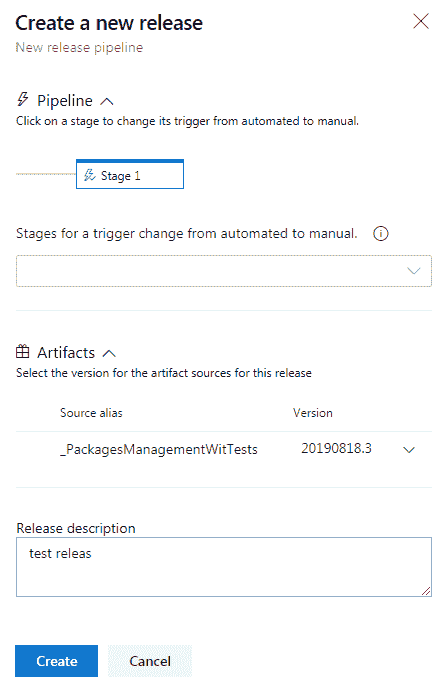 Create a new release
New release pipeline
Pipeline
Click on a stage to change its trigger from automated to manual.
Stage 1
Stages for a trigger change from automated to manual.
Artifacts
Select the version for the artifact sources for this release
Source alias Version
_PackagesManagementWitTests 20190818.3
Release description
test releas
Create Cancel